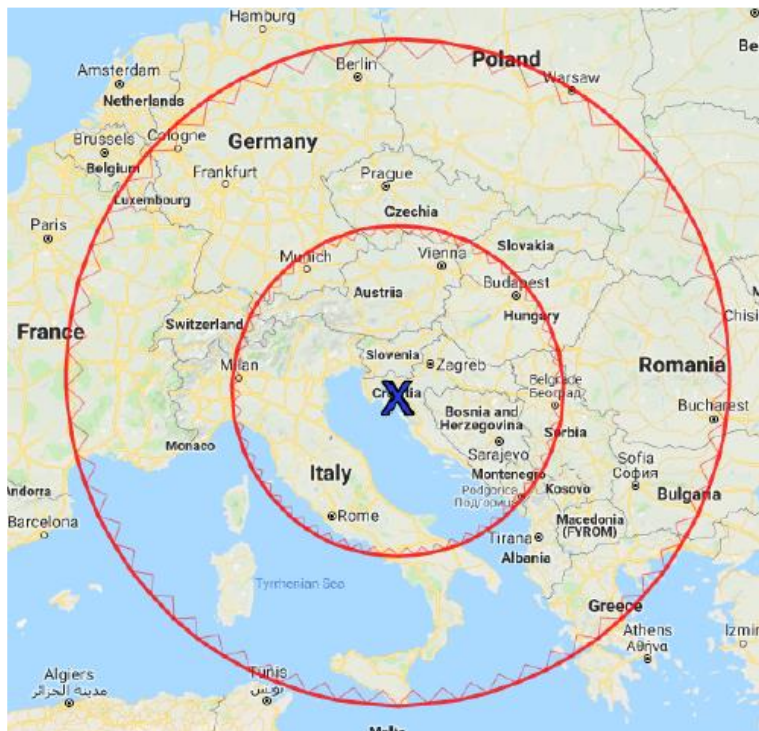 Hamburg
Poland
Be
Berlin
Amsterdam
Warsaw
Netherlands
Brussels
Cologne
Germany
Belgium
Frankfurt
Prague
Luxembourg
Czechia
Paris
Slovakia
Munich
Vienna
Budapest
Austria
Hungary
Chisi
Switzerland
France
Slovenia
Zagreb
Milan
Romania
Belgrade
Београд
X
Bosnia and
Herzegovina
Bucharest
Serbia
Monaco
Sarajevo
Sofia
София
Italy
Montenegro
Kosovo
Podgorica
Подгорица
Bulgaria
Andorra
Rome
Barcelona
Macedonia
(FYROM)
Tirana
Albania
Tyrrhenian Sea
Greece
Athens
Αθήνα
Izmir
Algiers
مدينة الجزائر
Tunis
تونس
Malta